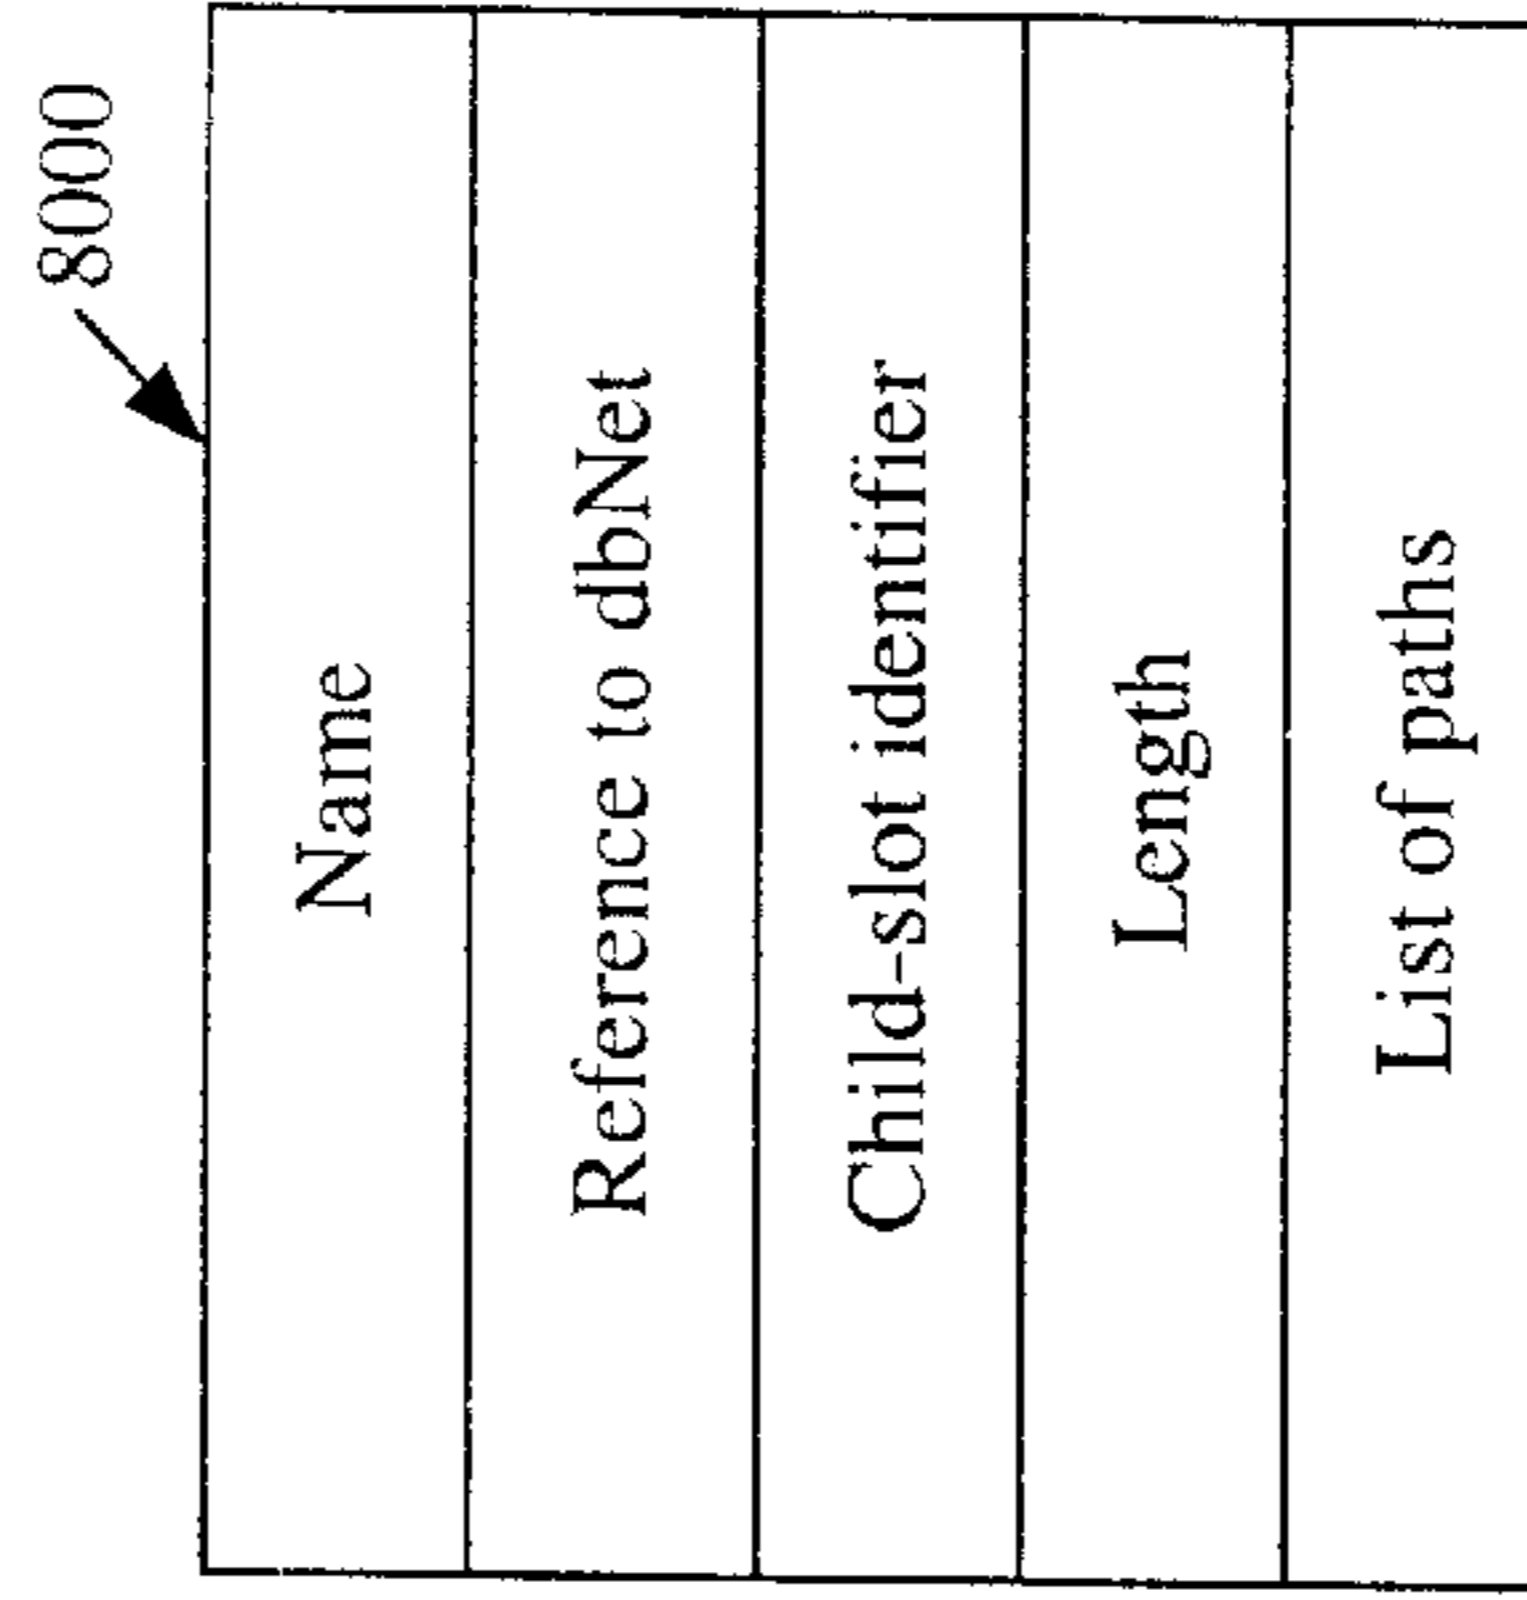 8000
Name
Reference to dbNet
Child-slot identifier
Length
List of paths